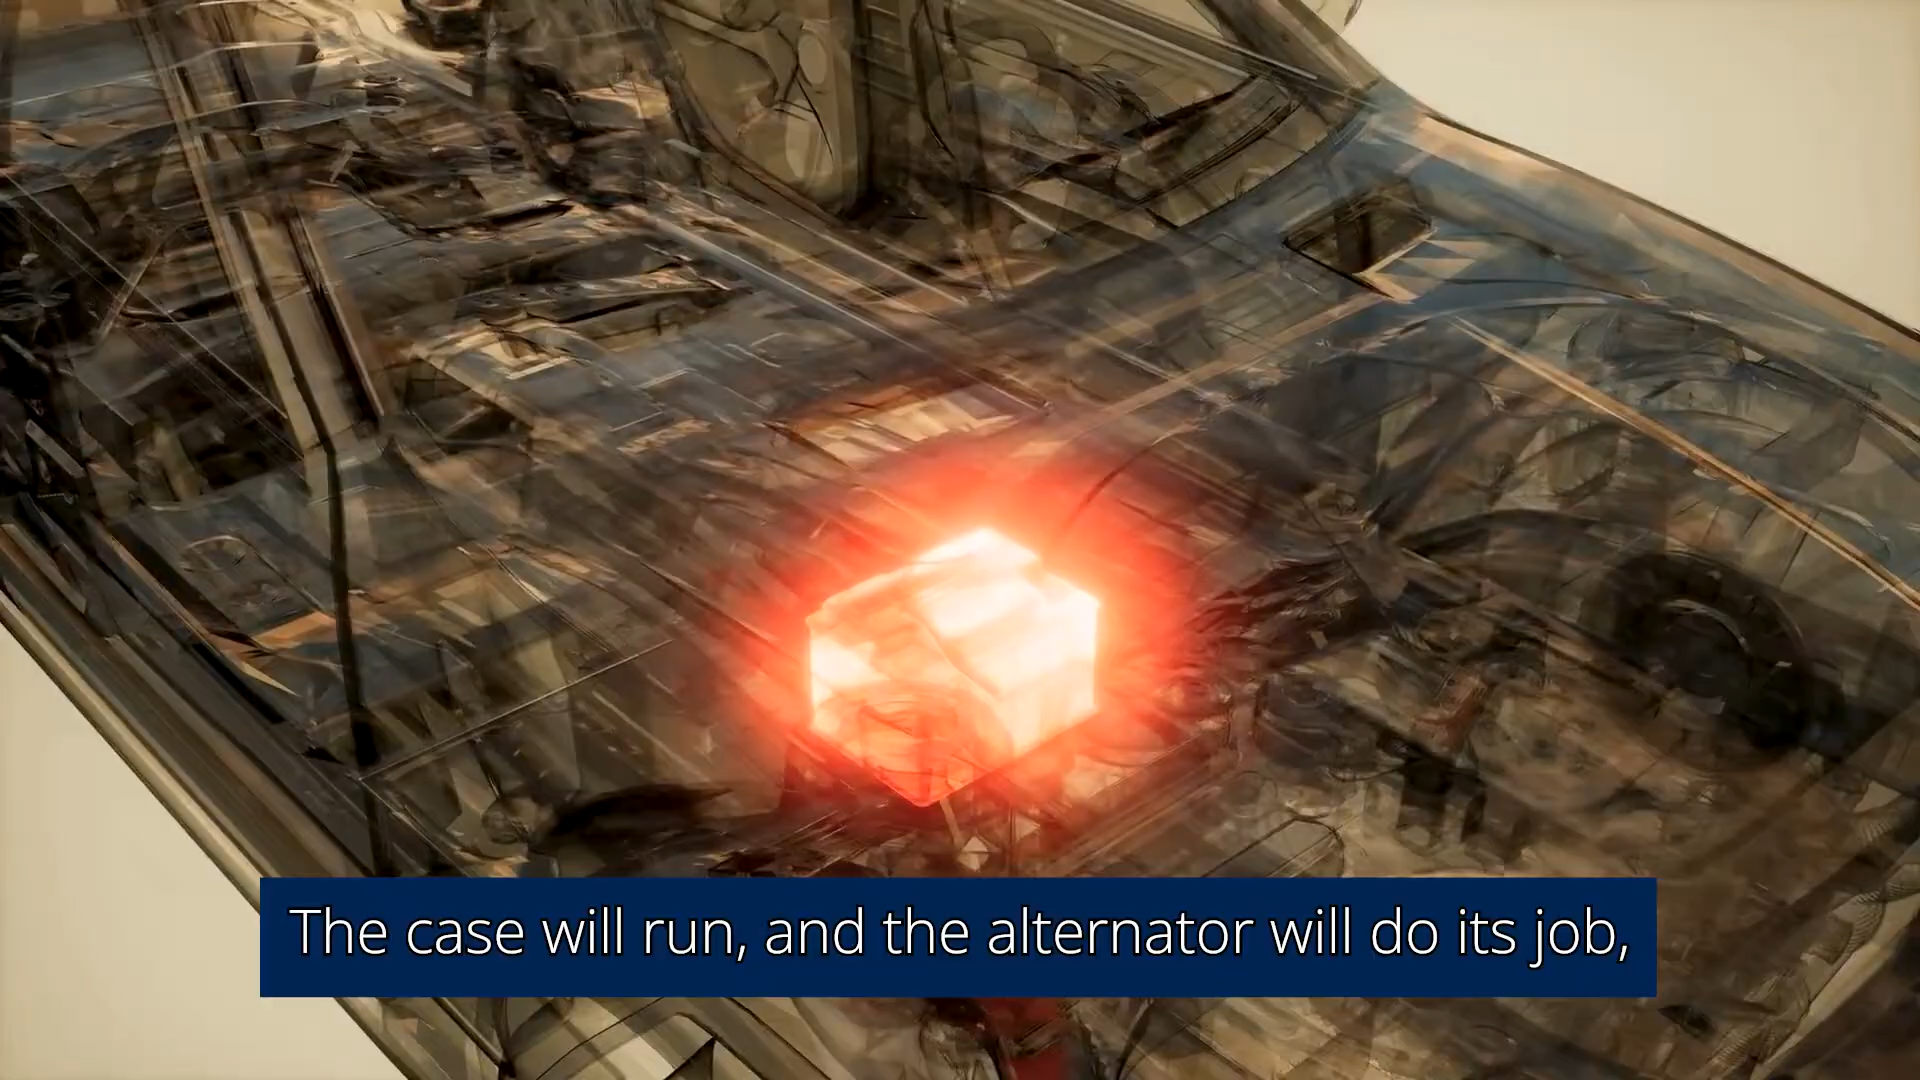 The case will run, and the alternator will do its job,